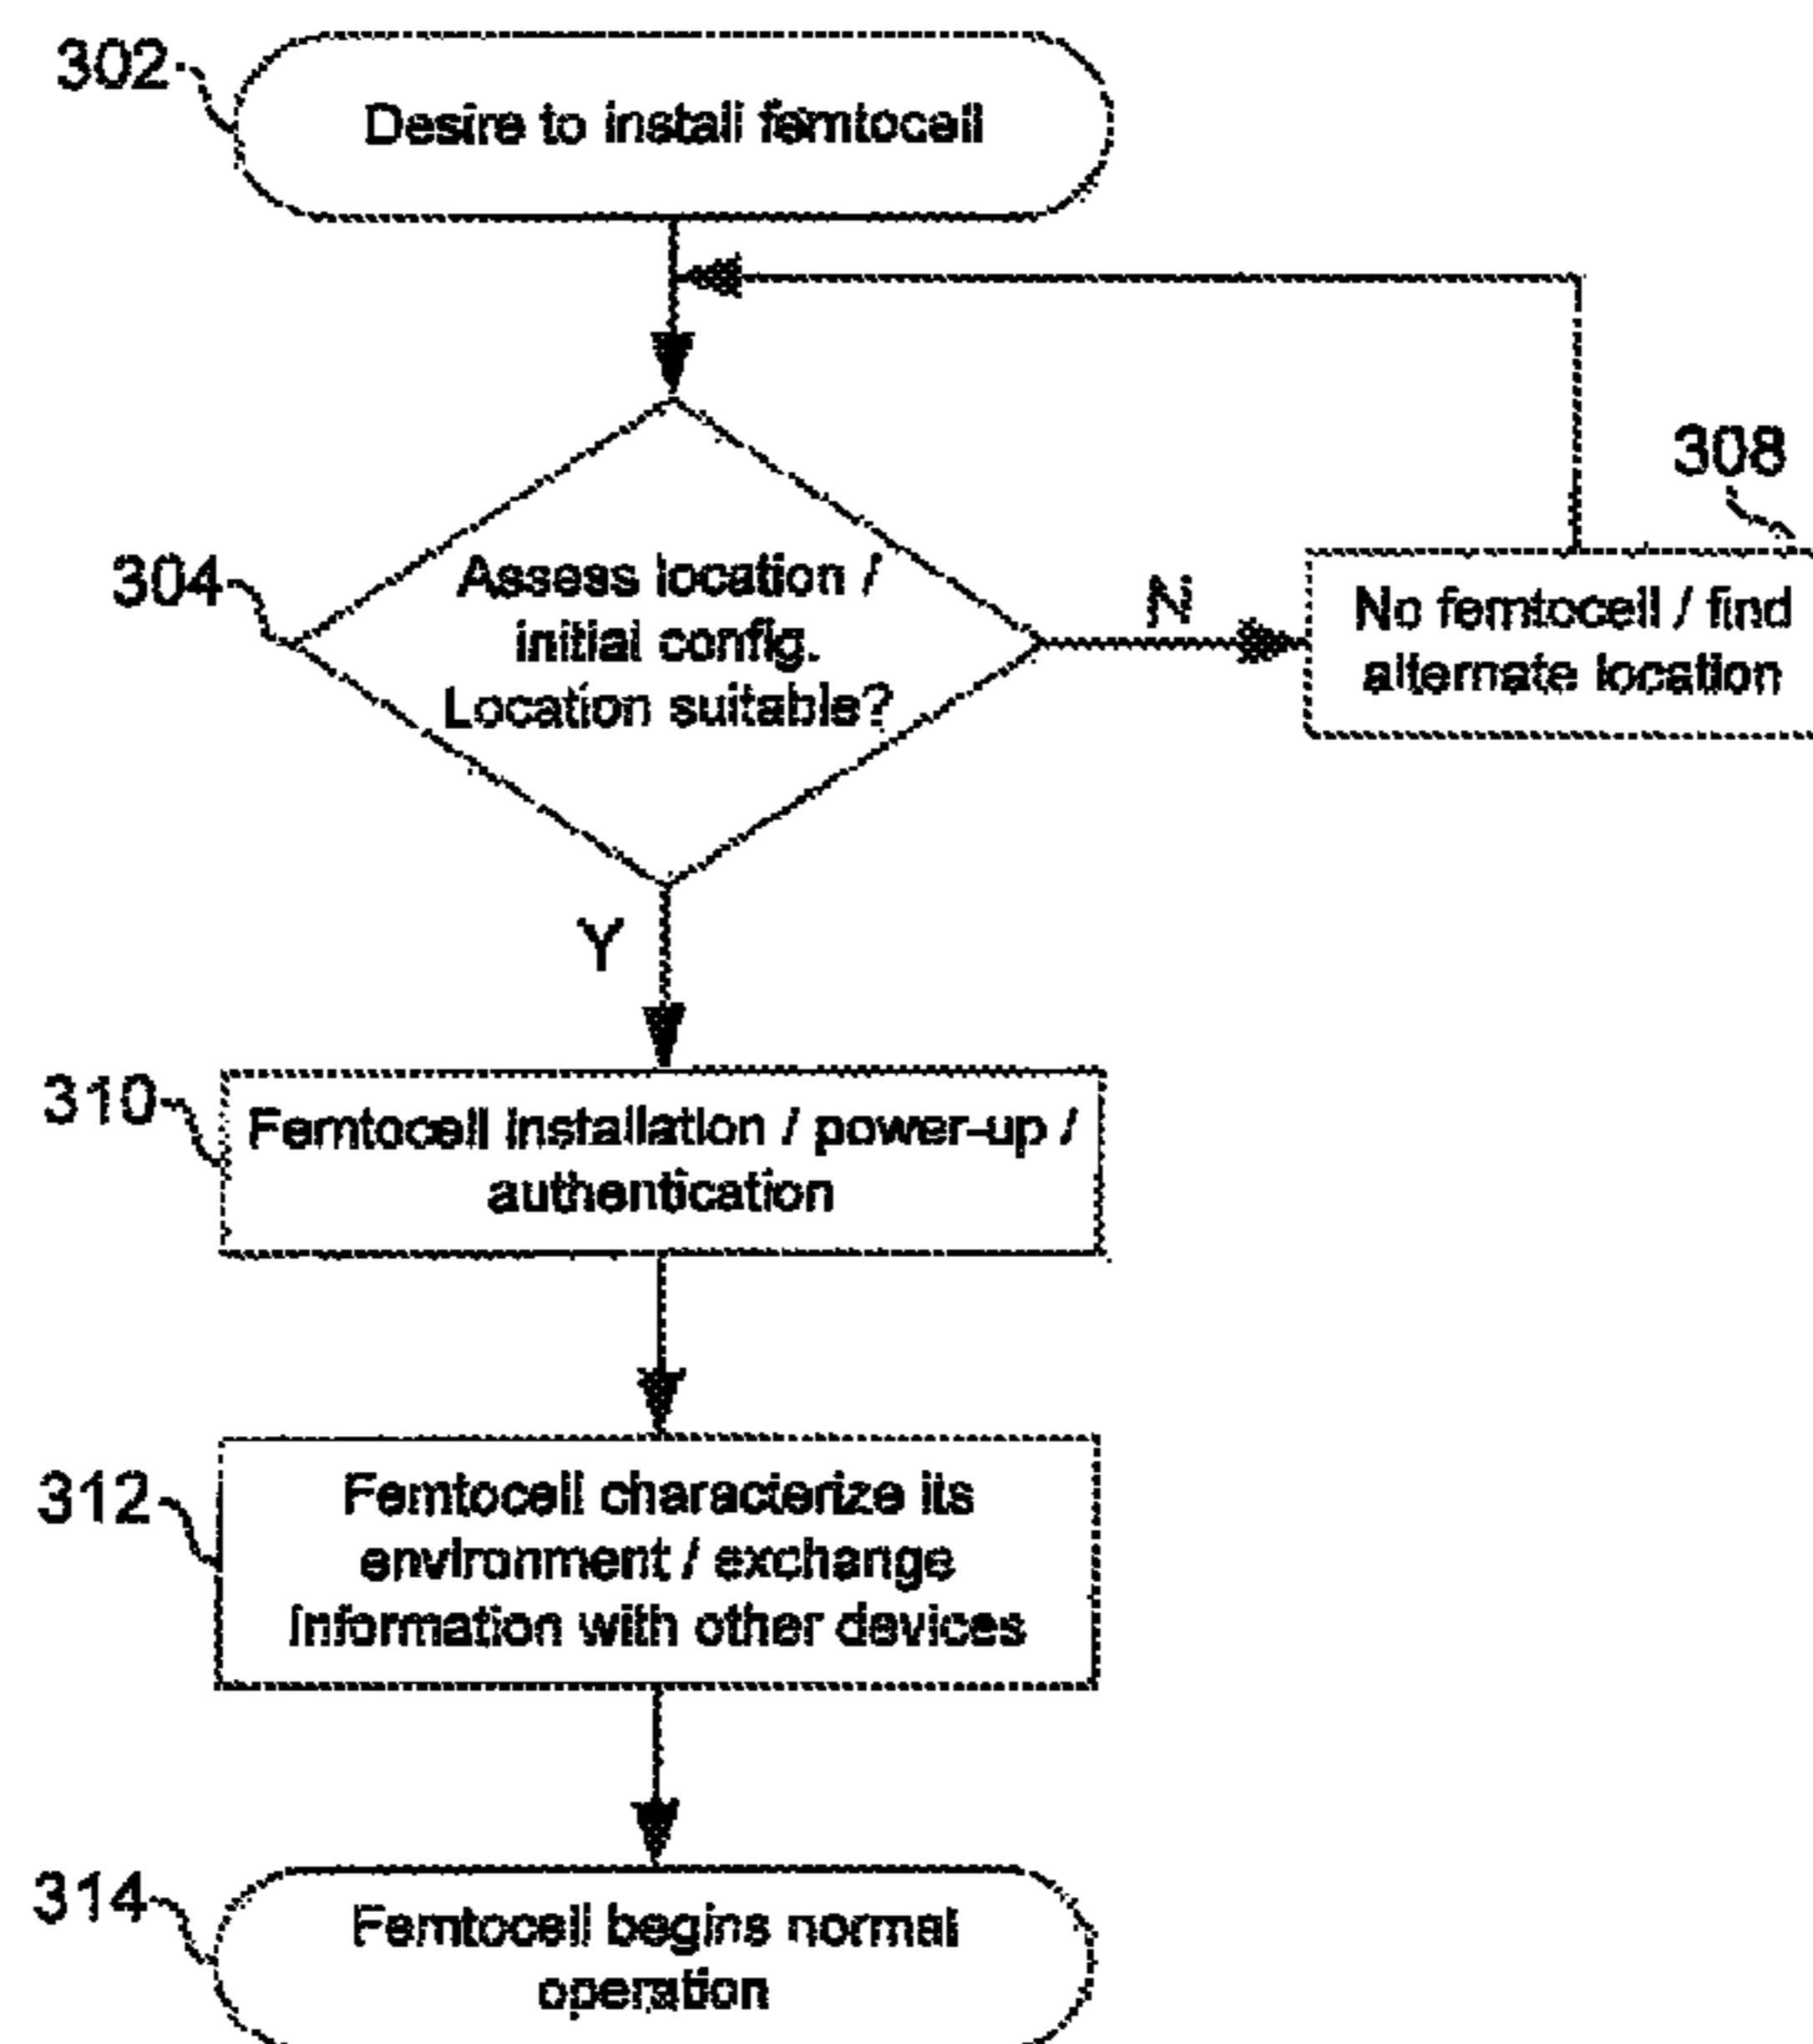 302
Desire to install femtocell
304
Assess location /
initial config.
Location suitable?
N
308
No femtocell / find
alternate location
Y
310
Femtocell installation / power-up /
authentication
312
Femtocell characterize its
environment / exchange
information with other devices
314
Femtocell begins normal
operation